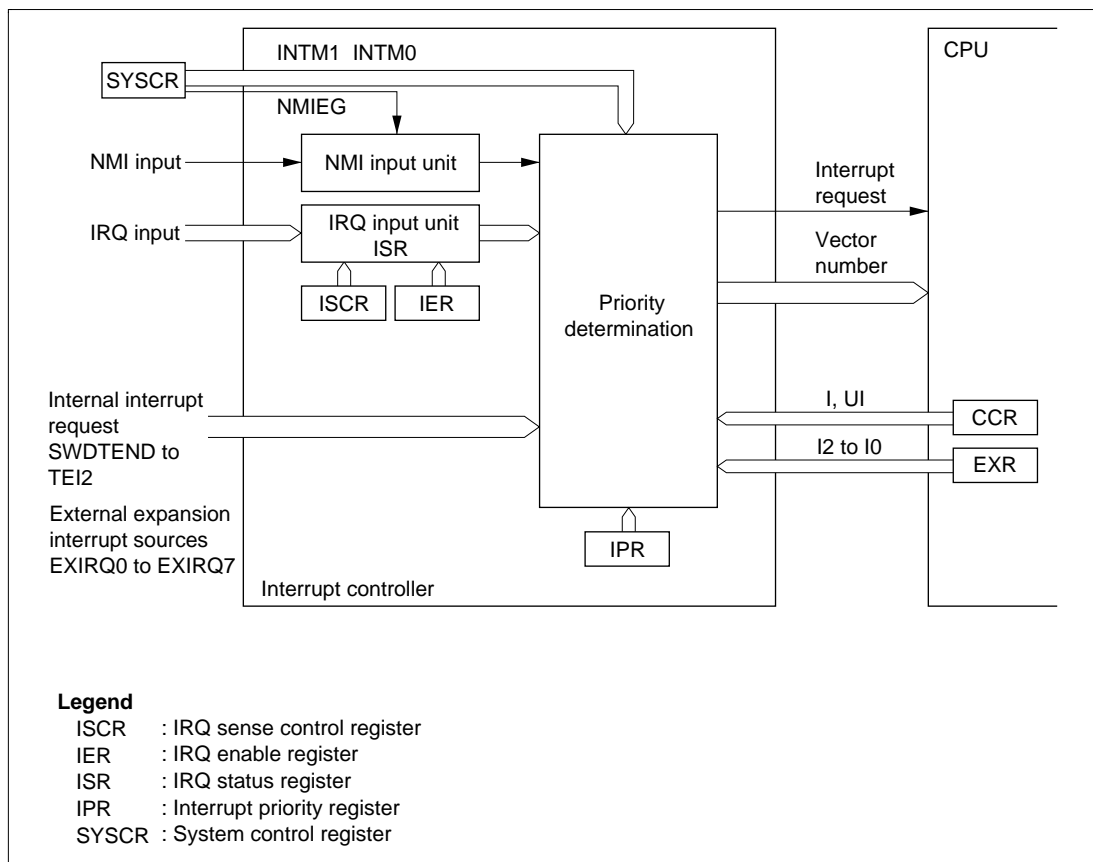 INTM1 INTM0
CPU
SYSCR
NMIEG
NMI input
NMI input unit
Interrupt
request
IRQ input
IRQ input unit
ISR
Vector
number
ISCR
IER
Priority
determination
Internal interrupt
request
SWDTEND to
TEI2
I, UI
CCR
I2 to I0
EXR
External expansion
interrupt sources
EXIRQ0 to EXIRQ7
IPR
Interrupt controller
Legend
ISCR : IRQ sense control register
IER : IRQ enable register
ISR : IRQ status register
IPR : Interrupt priority register
SYSCR : System control register